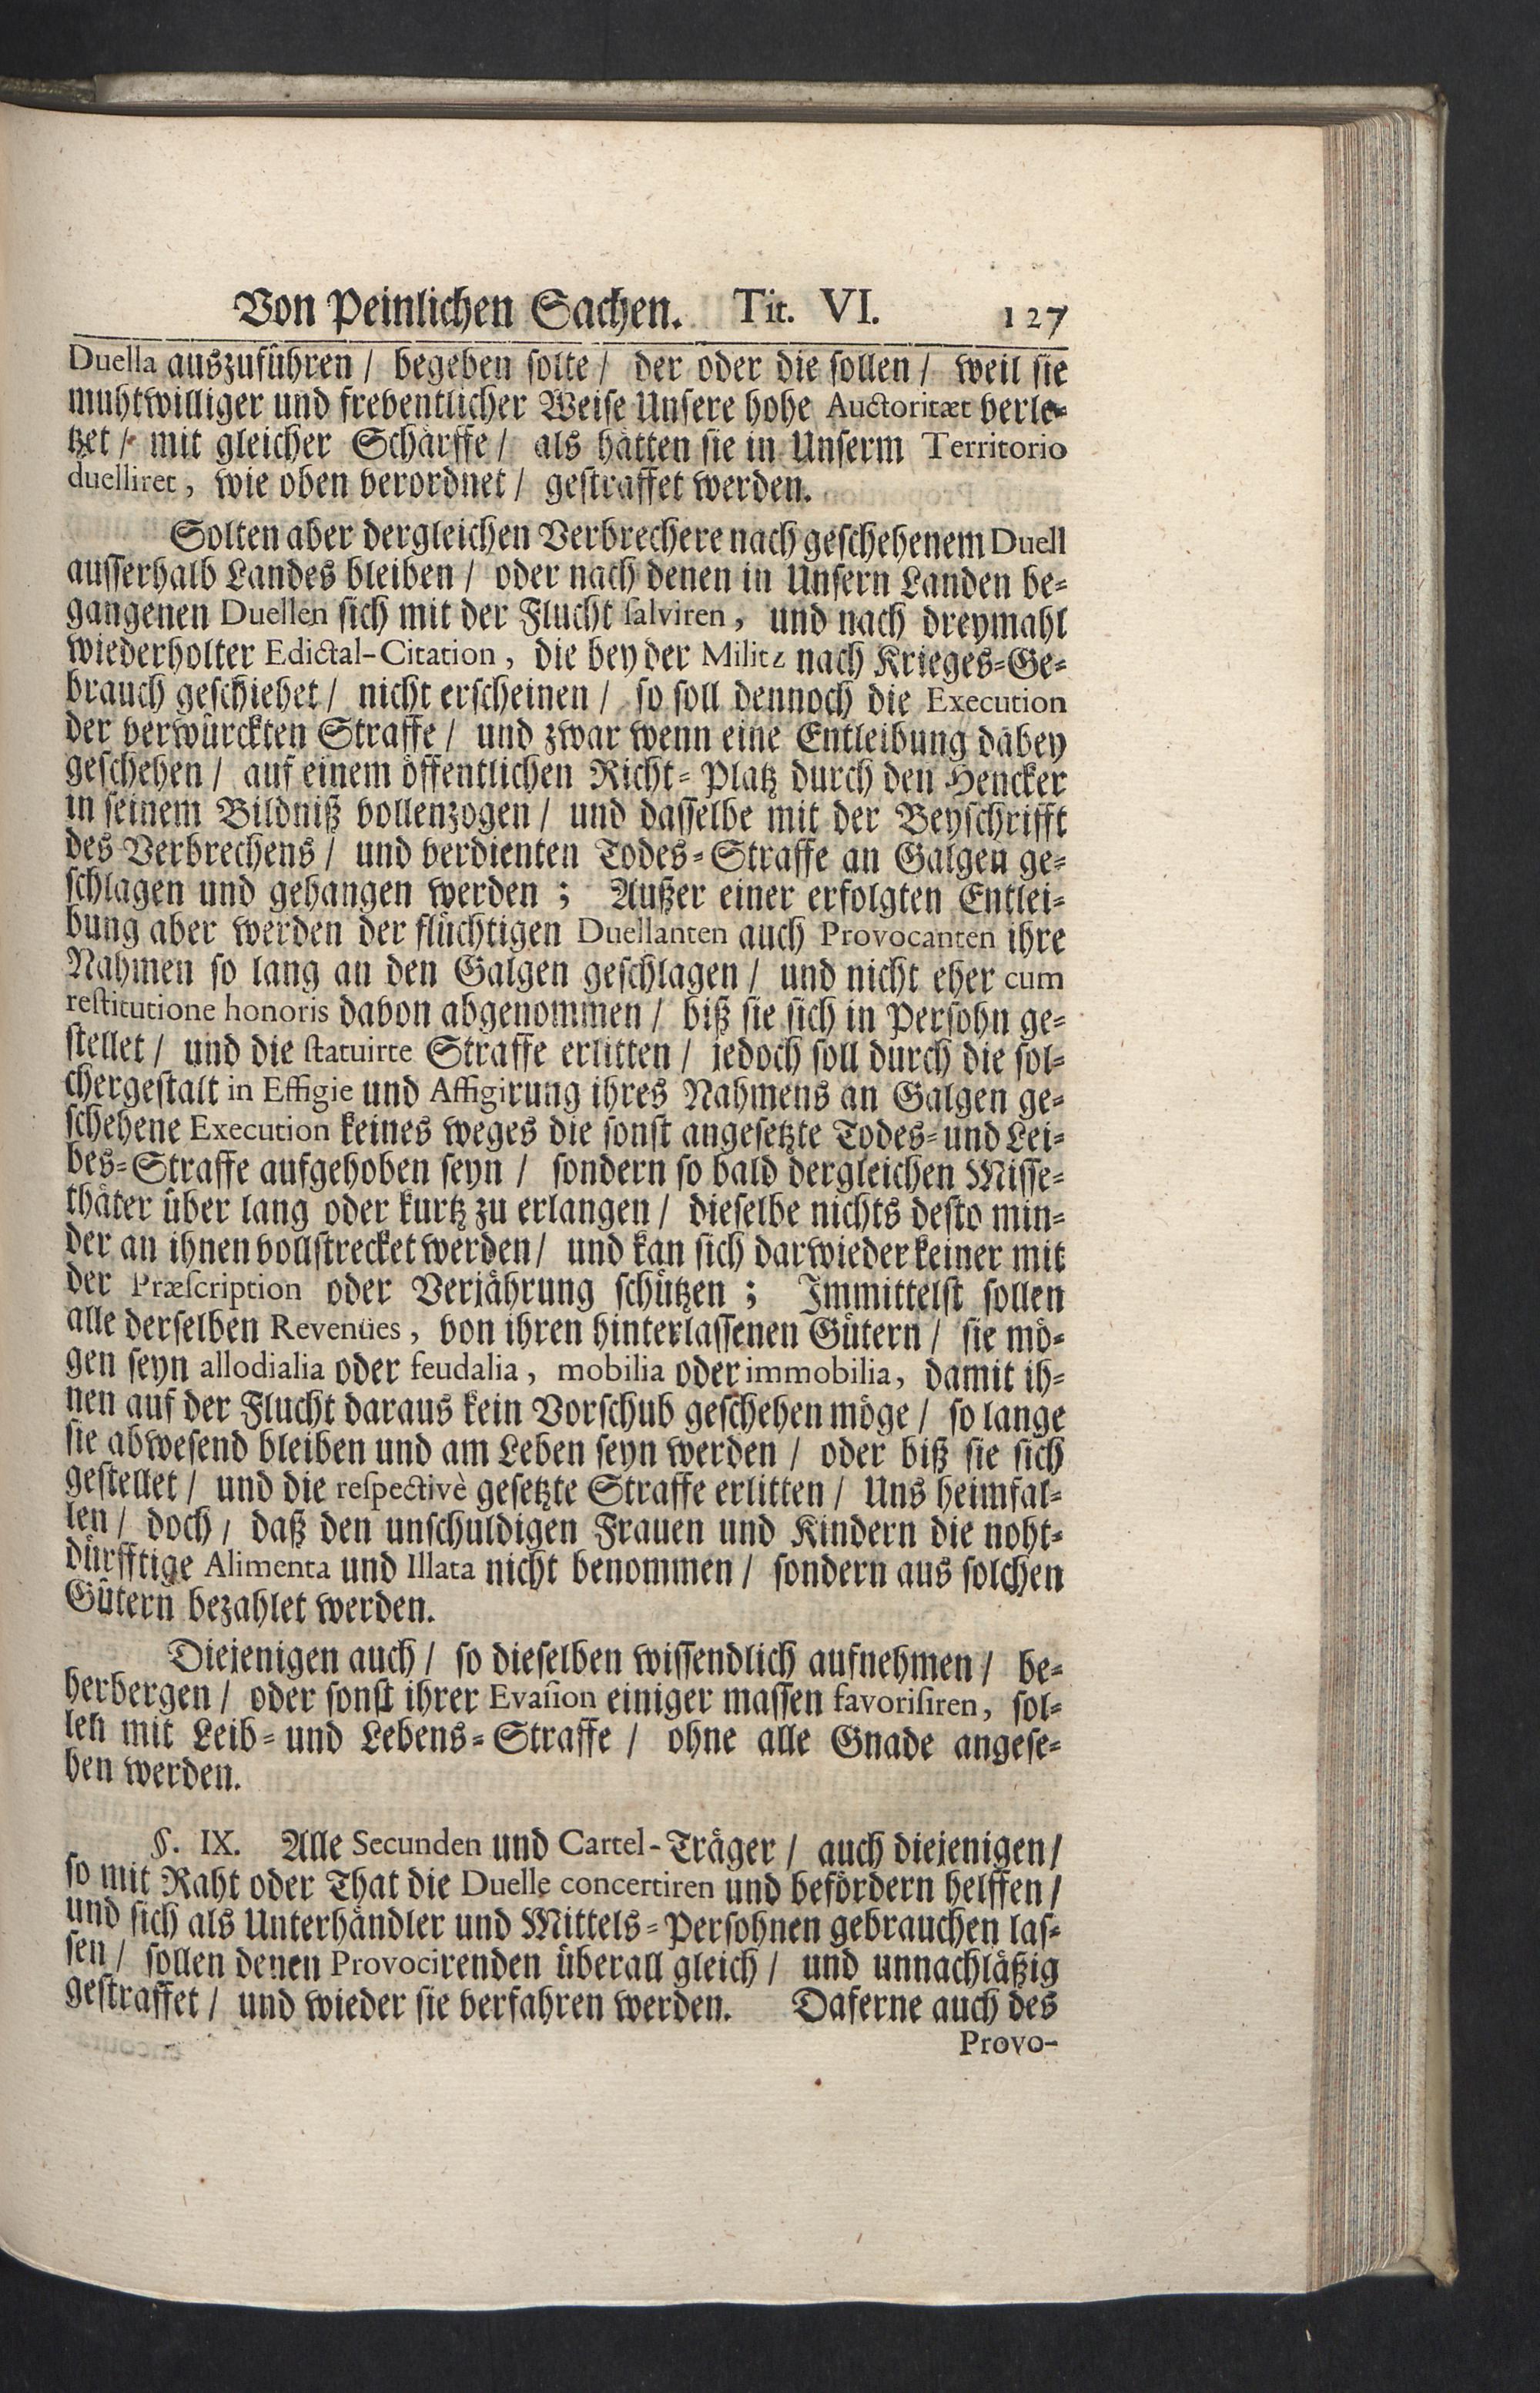 Von Peinlichen Sachen. Tit. VI. 127
Duella auszuführen / begeben solte / der oder die sollen / weil sie
muhtwilliger und freventlicher Weise Unsere hohe Auctoritæt verle-
tzet / mit gleicher Schärffe / als hätten sie in Unserm Territorio
duelliret, wie oben verordnet / gestraffet werden.
Solten aber dergleichen Verbrechere nach geschehenem Duell
ausserhalb Landes bleiben / oder nach denen in Unsern Landen be-
gangenen Duellen sich mit der Flucht salviren, und nach dreymahl
wiederholter Edictal-Citation, die bey der Militz nach Krieges-Ge-
brauch geschiehet / nicht erscheinen / so soll dennoch die Execution
der verwürckten Straffe / und zwar wenn eine Entleibung dabey
geschehen / auf einem öffentlichen Richt-Platz durch den Hencker
in seinem Bildniß vollenzogen / und dasselbe mit der Beyschrifft
des Verbrechens / und verdienten Todes-Straffe an Galgen ge-
schlagen und gehangen werden ; Außer einer erfolgten Entlei-
bung aber werden der flüchtigen Duellanten auch Provocanten ihre
Nahmen so lang an den Galgen geschlagen / und nicht eher cum
restitutione honoris davon abgenommen / biß sie sich in Persohn ge-
stellet / und die statuirte Straffe erlitten / jedoch soll durch die sol-
chergestalt in Effigie und Affigirung ihres Nahmens an Galgen ge-
schehene Execution keines weges die sonst angesetzte Todes- und Lei-
bes-Straffe aufgehoben seyn / sondern so bald dergleichen Misse-
thäter über lang oder kurtz zu erlangen / dieselbe nichts desto min-
der an ihnen vollstrecket werden / und kan sich darwieder keiner mit
der Præscription oder Verjährung schützen ; Immittelst sollen
alle derselben Revenües, von ihren hinterlassenen Gütern / sie mö-
gen seyn allodialia oder feudalia, mobilia oder immobilia, damit ih-
nen auf der Flucht daraus kein Vorschub geschehen möge / so lange
sie abwesend bleiben und am Leben seyn werden / oder biß sie sich
gestellet / und die respectivè gesetzte Straffe erlitten / Uns heimfal-
len / doch / daß den unschuldigen Frauen und Kindern die noht-
dürfftige Alimenta und Illata nicht benommen / sondern aus solchen
Gütern bezahlet werden.
Diejenigen auch / so dieselben wissendlich aufnehmen / be-
herbergen / oder sonst ihrer Evasion einiger massen favorisiren, sol-
len mit Leib- und Lebens-Straffe / ohne alle Gnade angese-
hen werden.
§. IX. Alle Secunden und Cartel-Träger / auch diejenigen /
so mit Raht oder That die Duelle concertiren und befördern helffen /
und sich als Unterhändler und Mittels-Persohnen gebrauchen las-
sen / sollen denen Provocirenden überall gleich / und unnachläßig
gestraffet / und wieder sie verfahren werden. Daferne auch des
Provo-